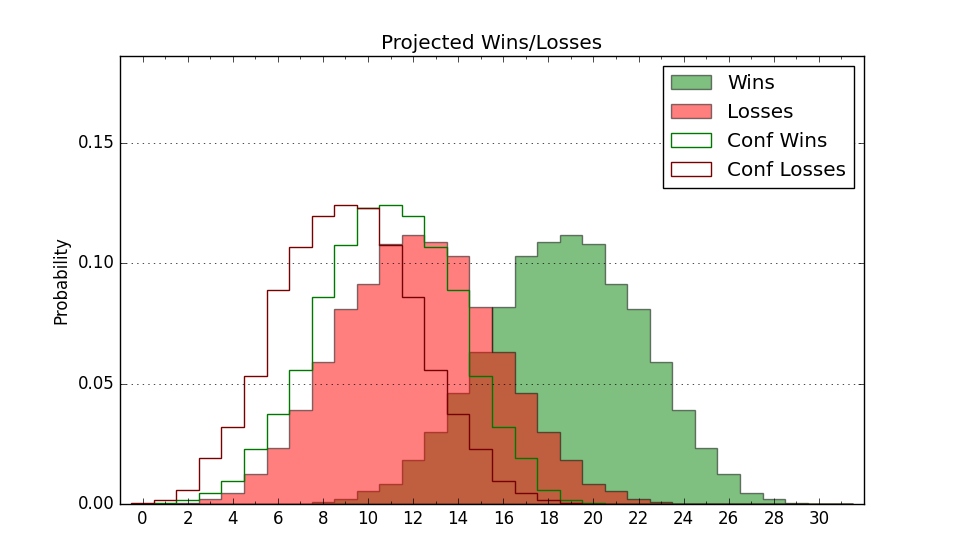 Projected Wins/Losses
Wins
Losses
Conf Wins
Conf Losses
Probability
0.15
0.10
0.05
0.00
0 2 4 6 8 10 12 14 16 18 20 22 24 26 28 30